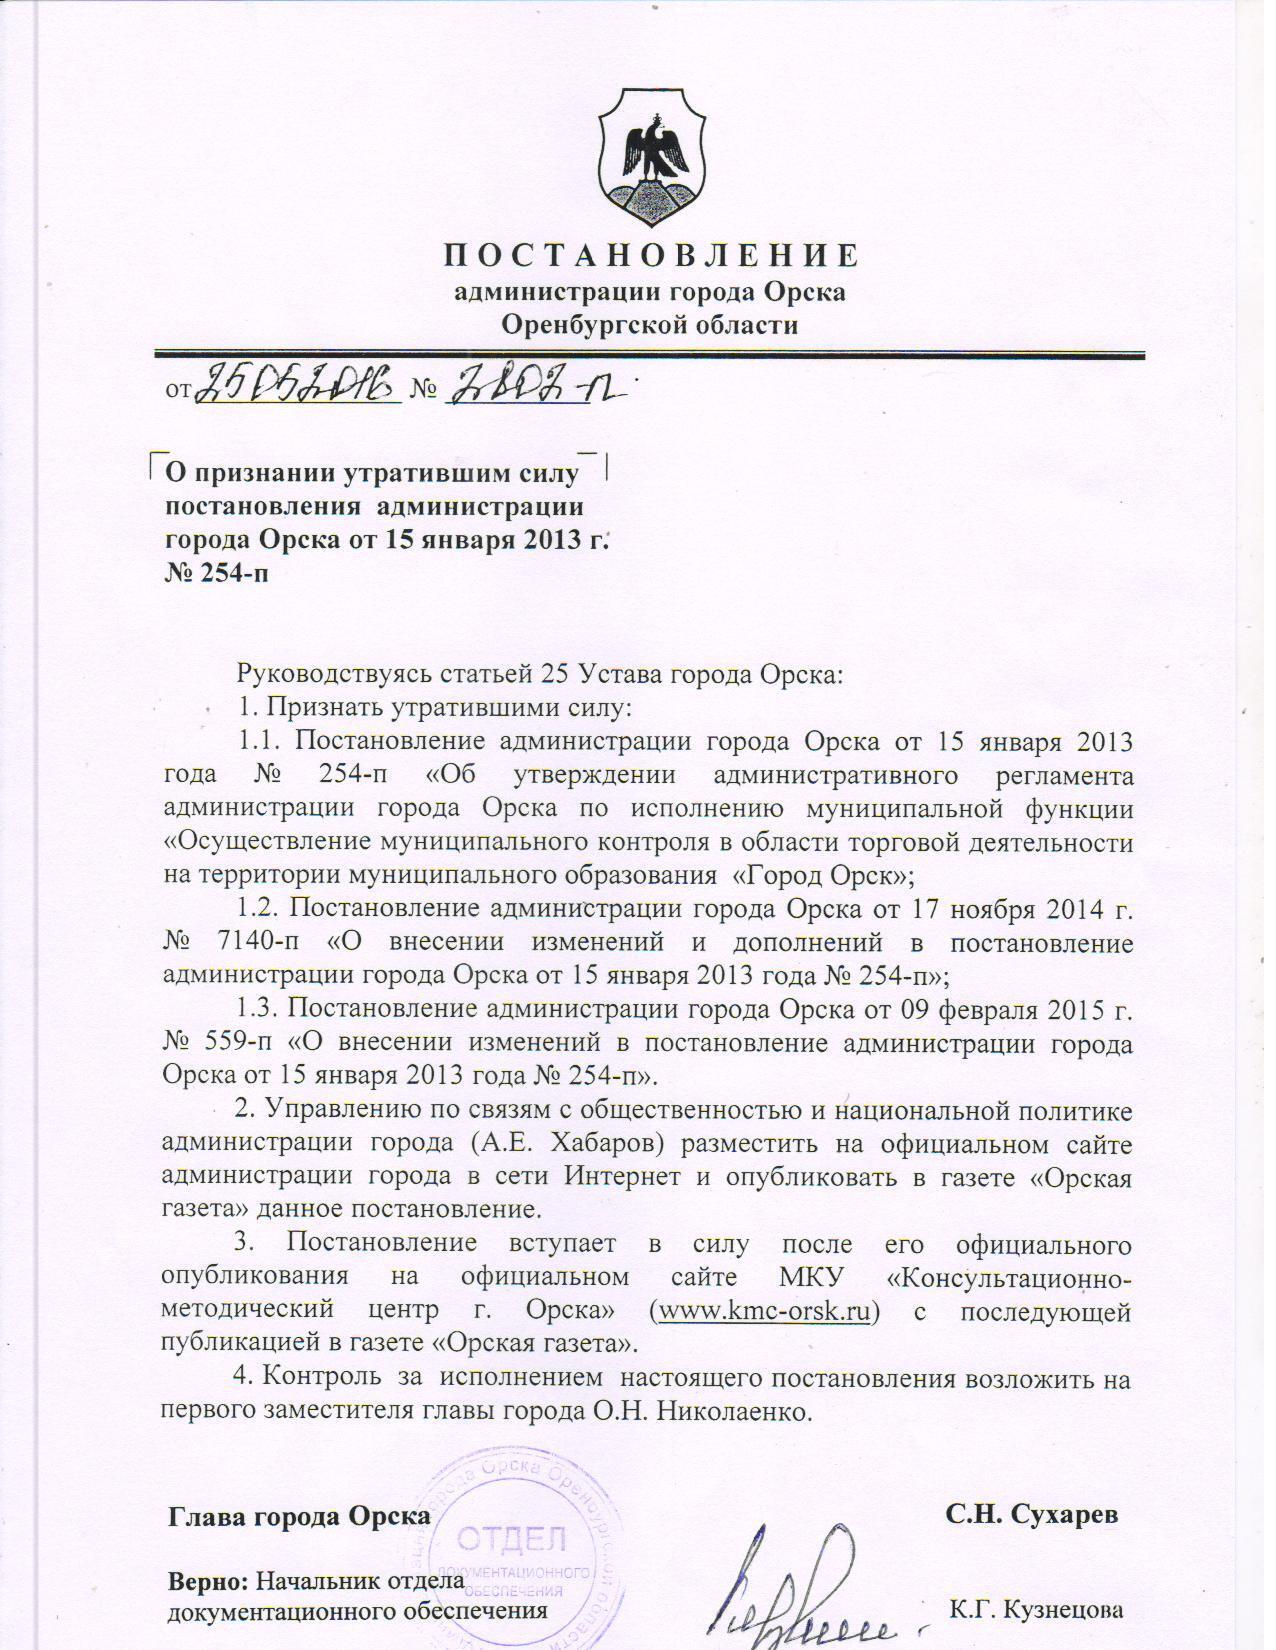 П О С Т А Н О В Л Е Н И Е
администрации города Орска
Оренбургской области
от 25052016 № 2802-п
О признании утратившим силу
постановления администрации
города Орска от 15 января 2013 г.
№ 254-п
Руководствуясь статьей 25 Устава города Орска:
1. Признать утратившими силу:
1.1. Постановление администрации города Орска от 15 января 2013
года № 254-п «Об утверждении административного регламента
администрации города Орска по исполнению муниципальной функции
«Осуществление муниципального контроля в области торговой деятельности
на территории муниципального образования «Город Орск»;
1.2. Постановление администрации города Орска от 17 ноября 2014 г.
№ 7140-п «О внесении изменений и дополнений в постановление
администрации города Орска от 15 января 2013 года № 254-п»;
1.3. Постановление администрации города Орска от 09 февраля 2015 г.
№ 559-п «О внесении изменений в постановление администрации города
Орска от 15 января 2013 года № 254-п».
2. Управлению по связям с общественностью и национальной политике
администрации города (А.Е. Хабаров) разместить на официальном сайте
администрации города в сети Интернет и опубликовать в газете «Орская
газета» данное постановление.
3. Постановление вступает в силу после его официального
опубликования на официальном сайте МКУ «Консультационно-
методический центр г. Орска» (www.kmc-orsk.ru) с последующей
публикацией в газете «Орская газета».
4. Контроль за исполнением настоящего постановления возложить на
первого заместителя главы города О.Н. Николаенко.
Глава города Орска С.Н. Сухарев
города Орска Оренбургской области
ОТДЕЛ
ДОКУМЕНТАЦИОННОГО
ОБЕСПЕЧЕНИЯ
Верно: Начальник отдела
документационного обеспечения К.Г. Кузнецова